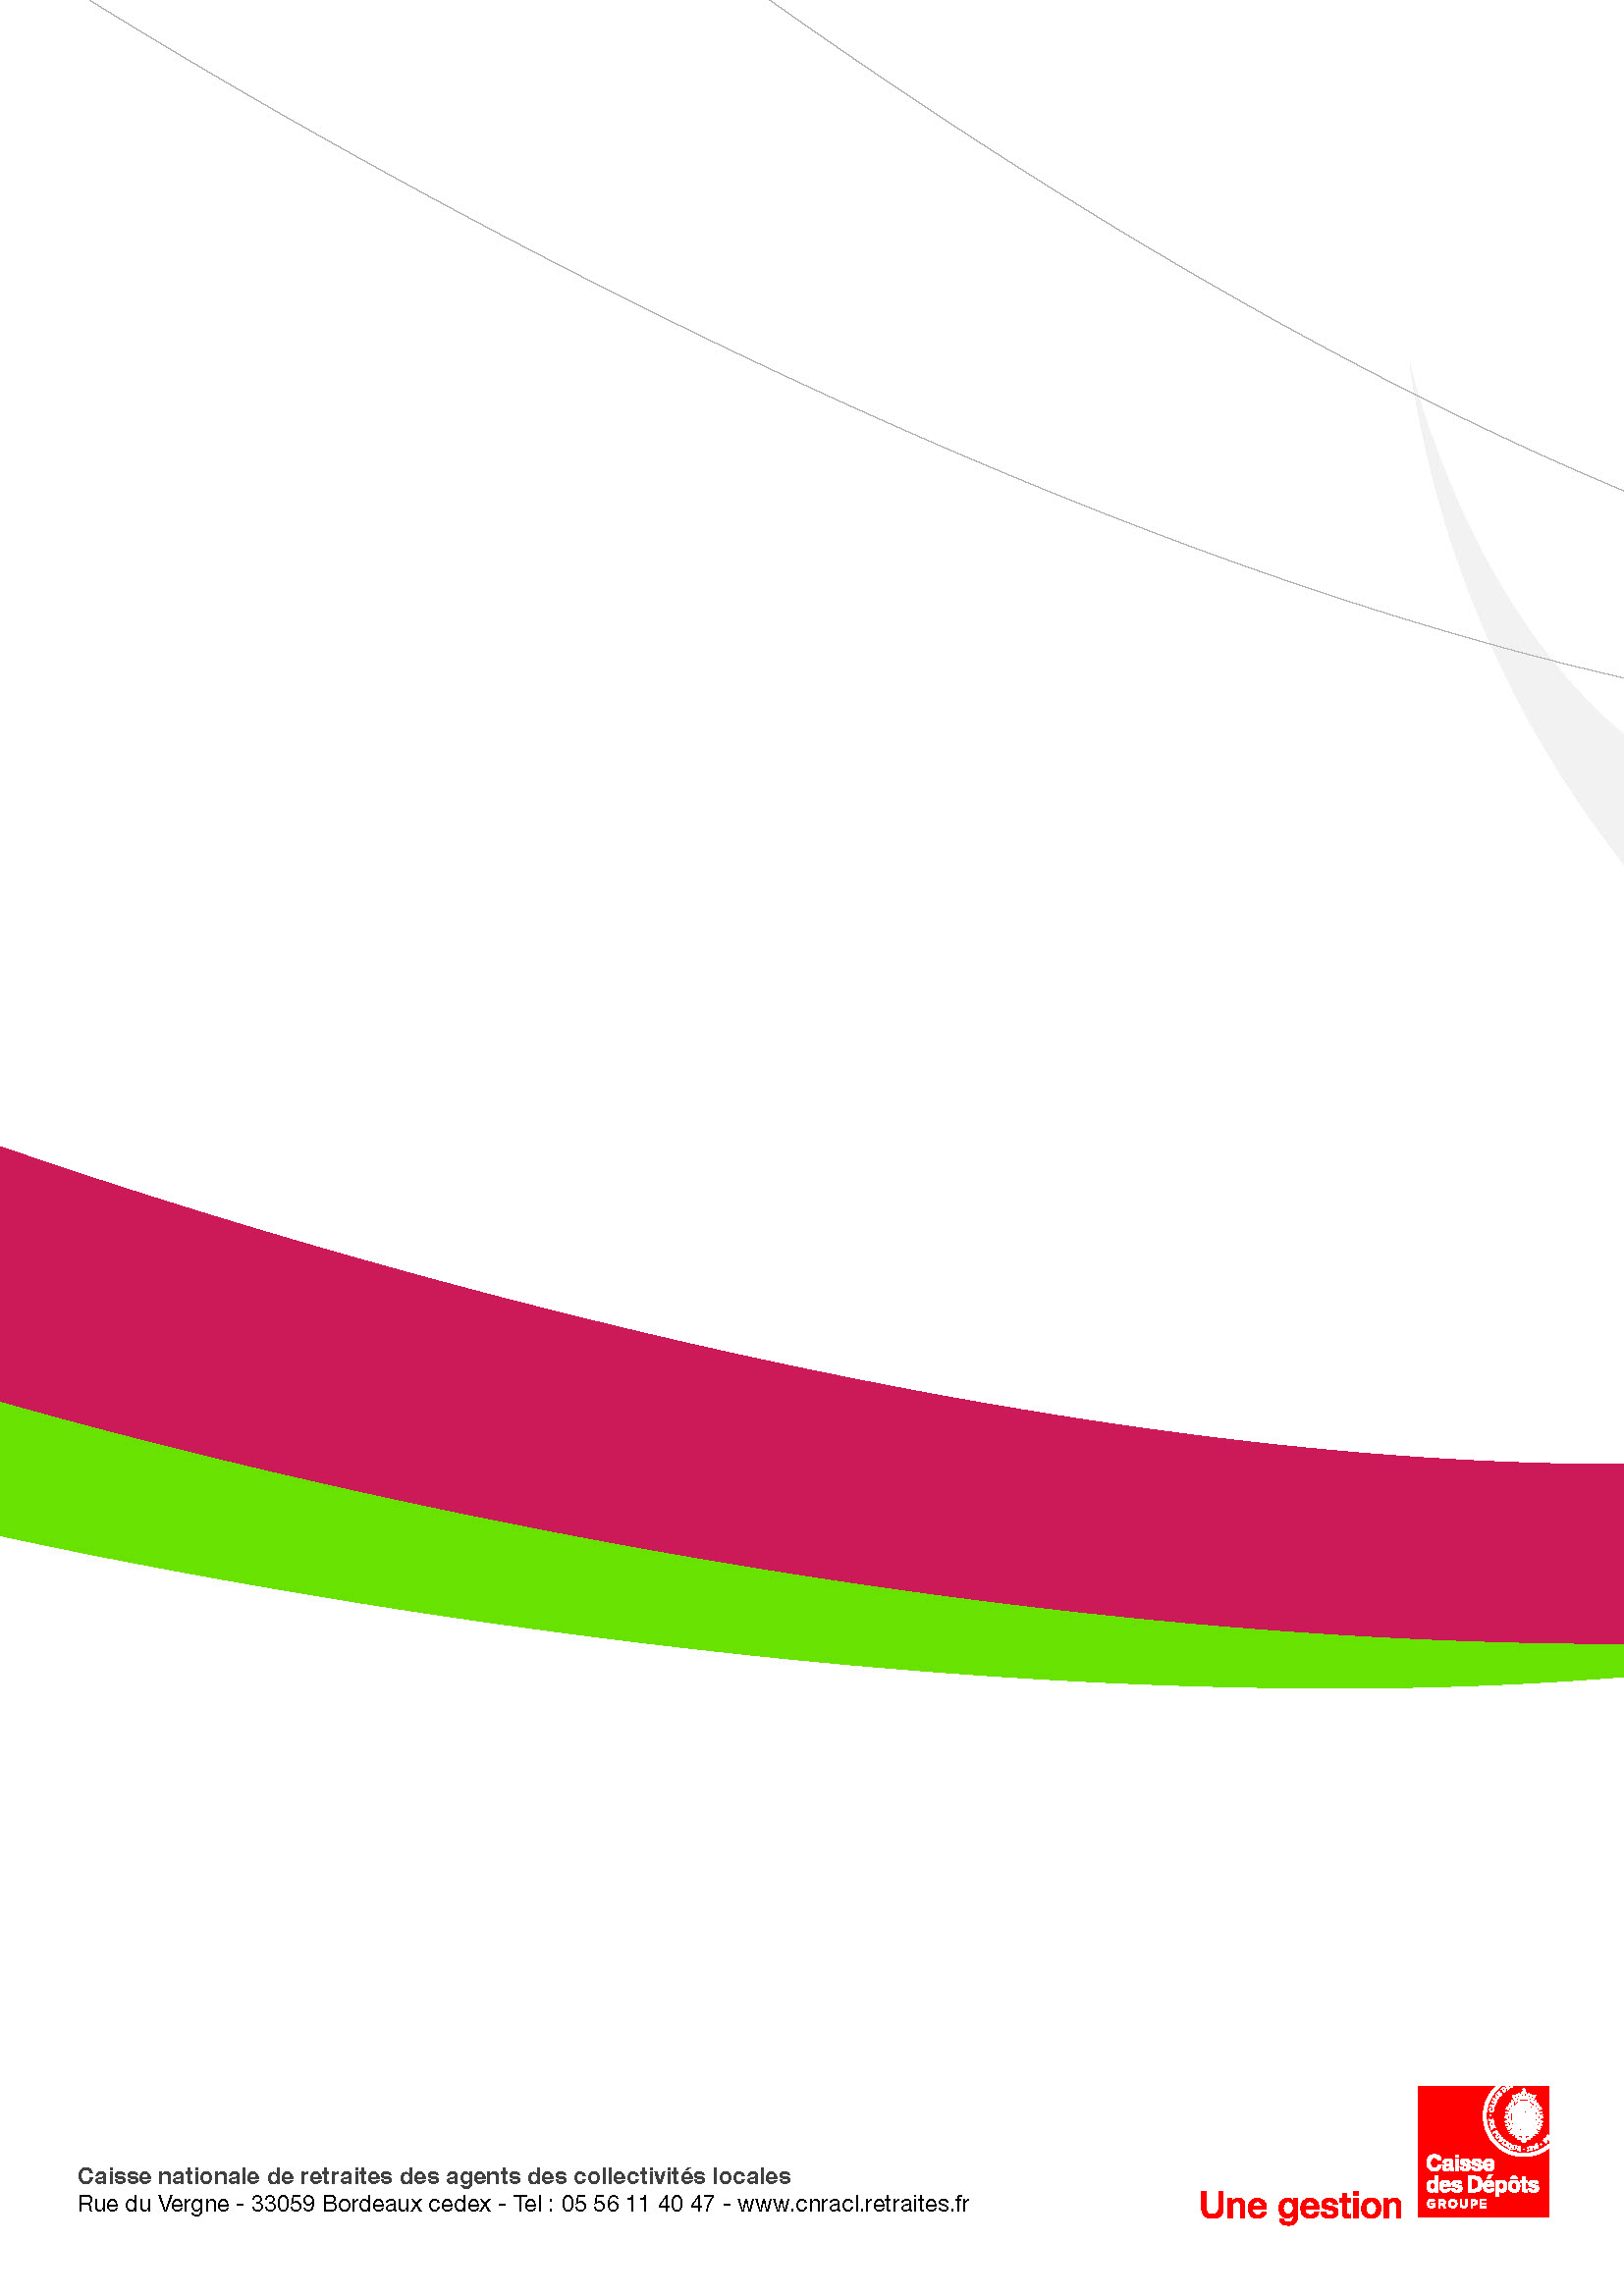 Caisse nationale de retraites des agents des collectivités locales
Rue du Vergne - 33059 Bordeaux cedex - Tel : 05 56 11 40 47 - www.cnracl.retraites.fr
Une gestion
Caisse
des Dépôts
GROUPE